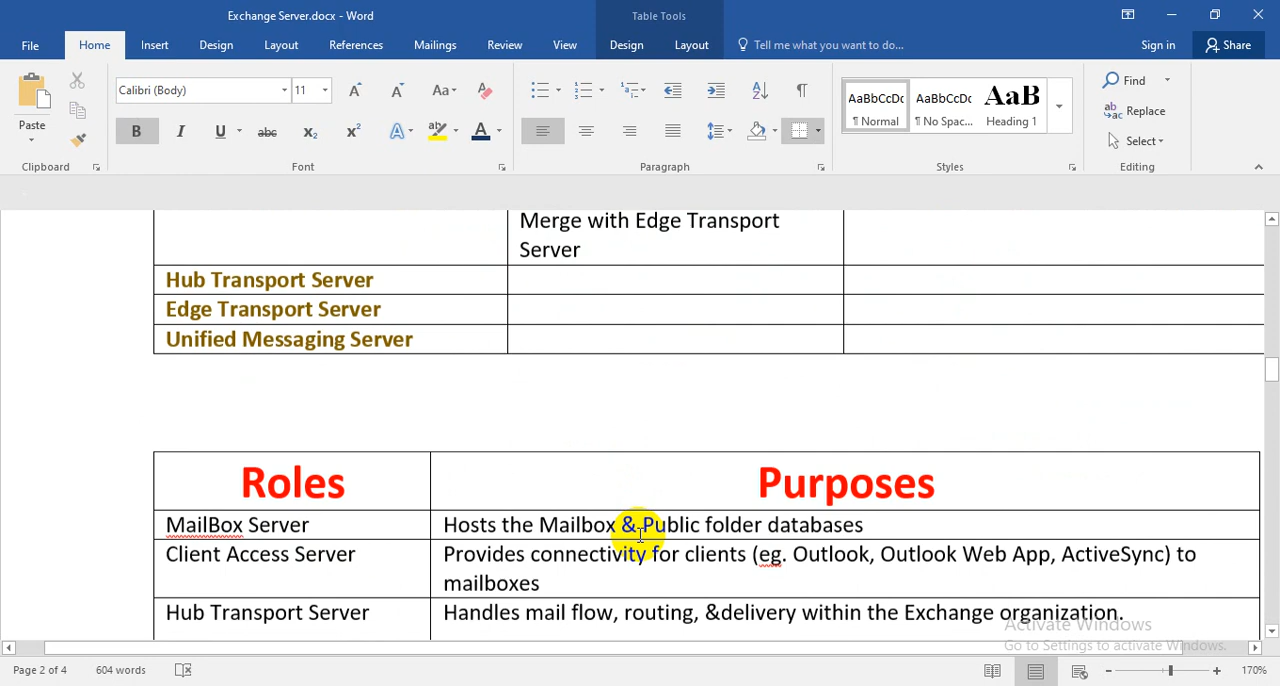 Exchange Server.docx - Word
Table Tools
File
Home
Insert
Design
Layout
References
Mailings
Review
View
Design
Layout
Tell me what you want to do...
Sign in
Share
Paste
Calibri (Body)
11
A A Aa
B I U abc X₂ X² A A
Clipboard
Font
Paragraph
AaBbCcDc AaBbCcDc AaB
¶ Normal ¶ No Spac... Heading 1
Styles
Find
Replace
Select
Editing
Merge with Edge Transport
Server
Hub Transport Server
Edge Transport Server
Unified Messaging Server
Roles Purposes
MailBox Server Hosts the Mailbox & Public folder databases
Client Access Server Provides connectivity for clients (eg. Outlook, Outlook Web App, ActiveSync) to
mailboxes
Hub Transport Server Handles mail flow, routing, &delivery within the Exchange organization.
Activate Windows
Go to Settings to activate Windows.
Page 2 of 4
604 words
170%